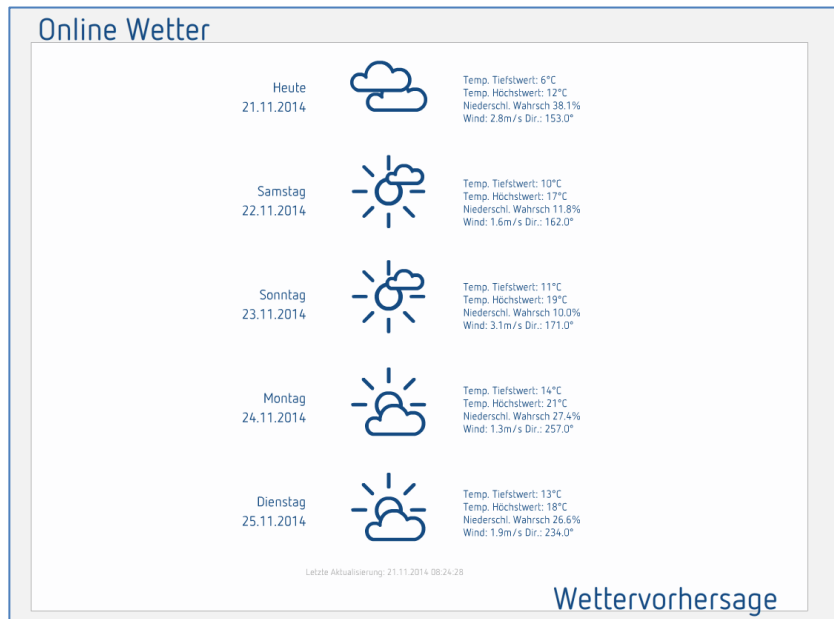 Online Wetter
Heute
21.11.2014
Temp. Tiefstwert: 6°C
Temp. Höchstwert: 12°C
Niederschl. Wahrsch 38.1%
Wind: 2.8m/s Dir.: 153.0°
Samstag
22.11.2014
Temp. Tiefstwert: 10°C
Temp. Höchstwert: 17°C
Niederschl. Wahrsch 11.8%
Wind: 1.6m/s Dir.: 162.0°
Sonntag
23.11.2014
Temp. Tiefstwert: 11°C
Temp. Höchstwert: 19°C
Niederschl. Wahrsch 10.0%
Wind: 3.1m/s Dir.: 171.0°
Montag
24.11.2014
Temp. Tiefstwert: 14°C
Temp. Höchstwert: 21°C
Niederschl. Wahrsch 27.4%
Wind: 1.3m/s Dir.: 257.0°
Dienstag
25.11.2014
Temp. Tiefstwert: 13°C
Temp. Höchstwert: 18°C
Niederschl. Wahrsch 26.6%
Wind: 1.9m/s Dir.: 234.0°
Letzte Aktualisierung: 21.11.2014 08:24:28
Wettervorhersage